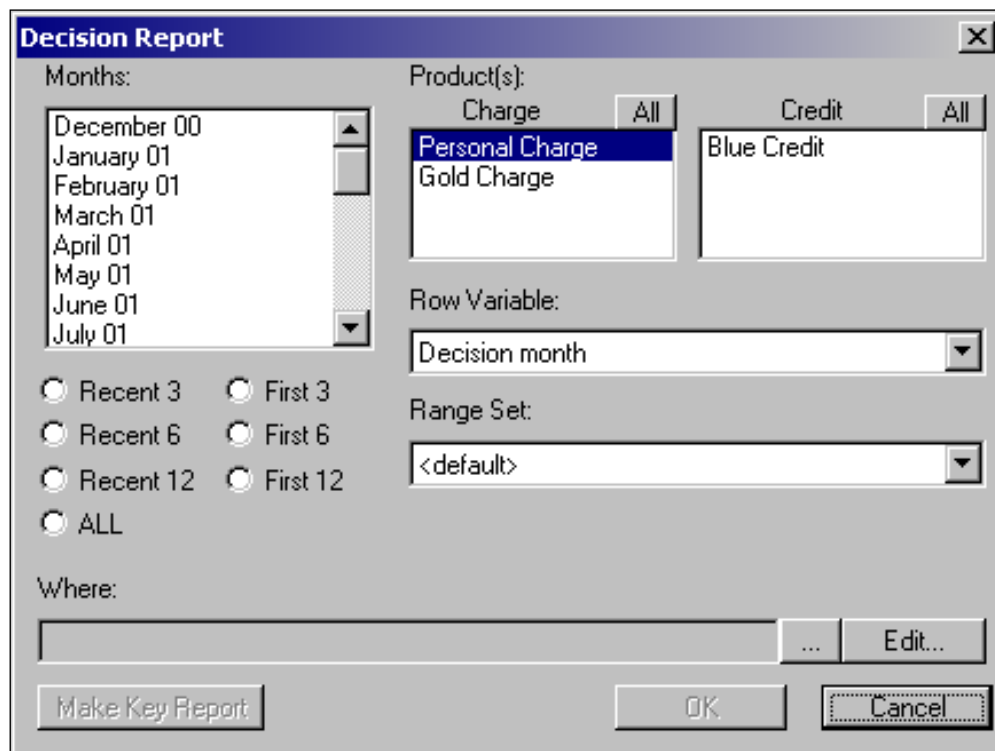 Decision Report
Months:
December 00
January 01
February 01
March 01
April 01
May 01
June 01
July 01
Recent 3
First 3
Recent 6
First 6
Recent 12
First 12
ALL
Product(s):
Charge
All
Personal Charge
Gold Charge
Credit
All
Blue Credit
Row Variable:
Decision month
Range Set:
<default>
Where:
...
Edit...
Make Key Report
OK
Cancel